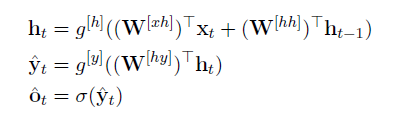 h_t = g^{[h]}((W^{[xh]})^⊤ x_t + (W^{[hh]})^⊤ h_{t−1})
ŷ_t = g^{[y]}((W^{[hy]})^⊤ h_t)
ô_t = σ(ŷ_t)